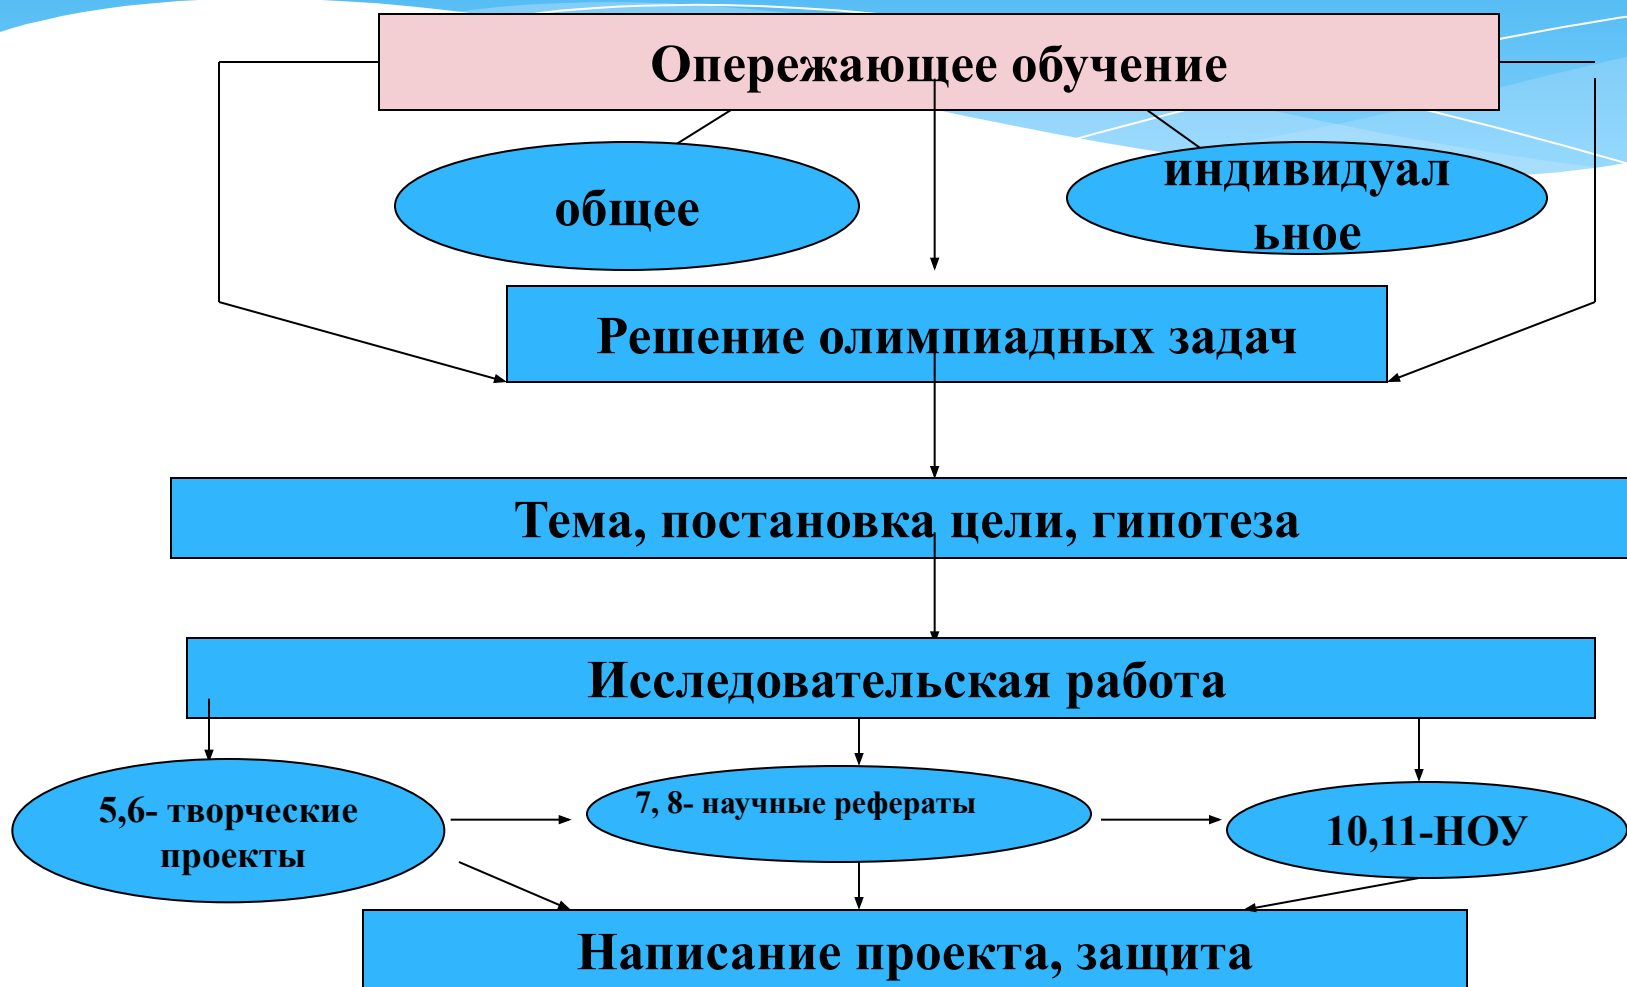 Опережающее обучение
общее
индивидуал
ьное
Решение олимпиадных задач
Тема, постановка цели, гипотеза
Исследовательская работа
5,6- творческие
проекты
7, 8- научные рефераты
10,11-НОУ
Написание проекта, защита